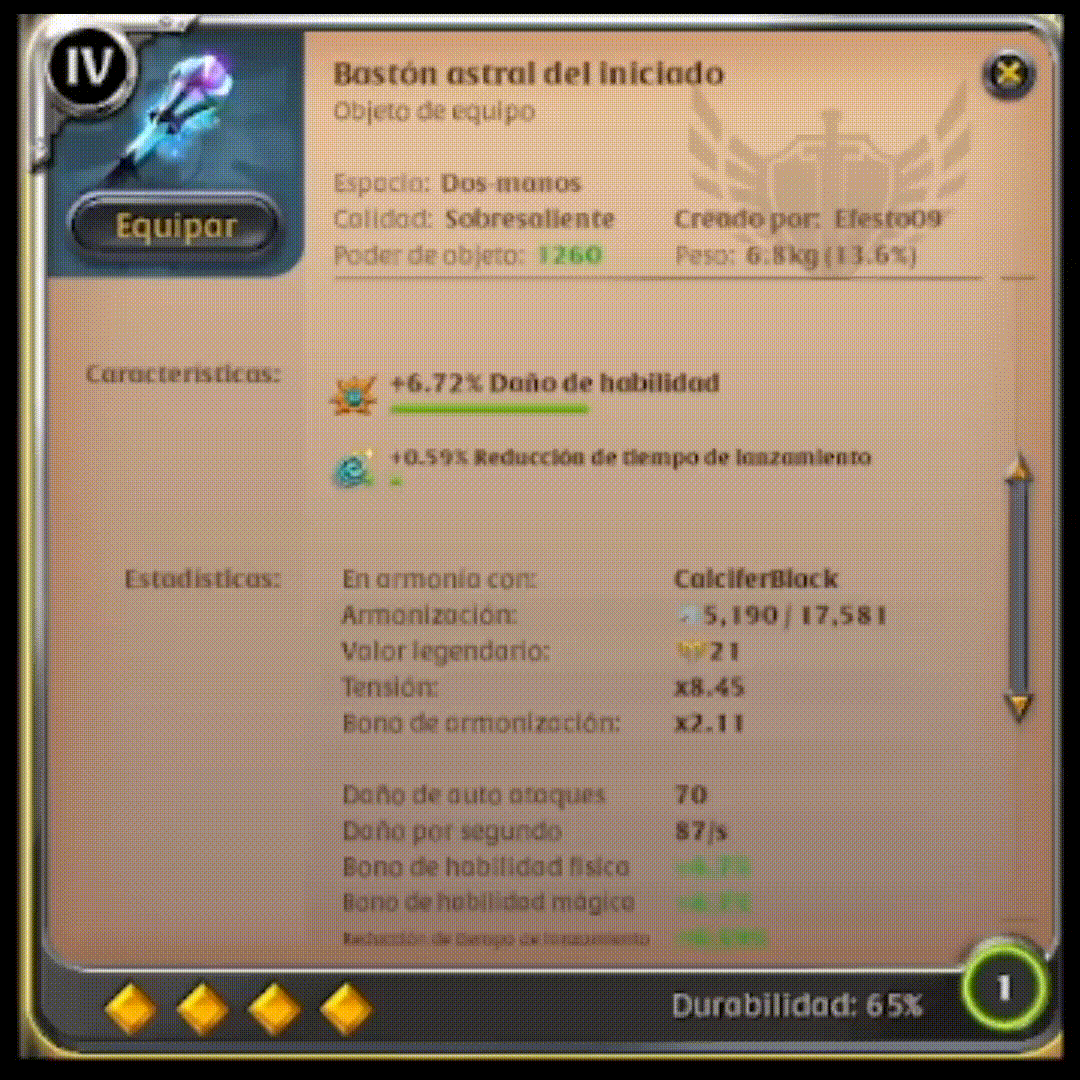 IV
Bastón astral del iniciado
Objeto de equipo
Equipar
Espacio: Dos-manos
Calidad: Sobresaliente
Creado por: Efesto09
Poder de objeto: 1260
Peso: 6.8kg (13.6%)
Características:
+6.72% Daño de habilidad
+0.59% Reducción de tiempo de lanzamiento
Estadísticas:
En armonía con: CalciferBlack
Armonización: 5,190 / 17,581
Valor legendario: 21
Tensión: x8.45
Bono de armonización: x2.11
Daño de auto ataques 70
Daño por segundo 87/s
Bono de habilidad física
Bono de habilidad mágica
Reducción de tiempo de lanzamiento
Durabilidad: 65%
1